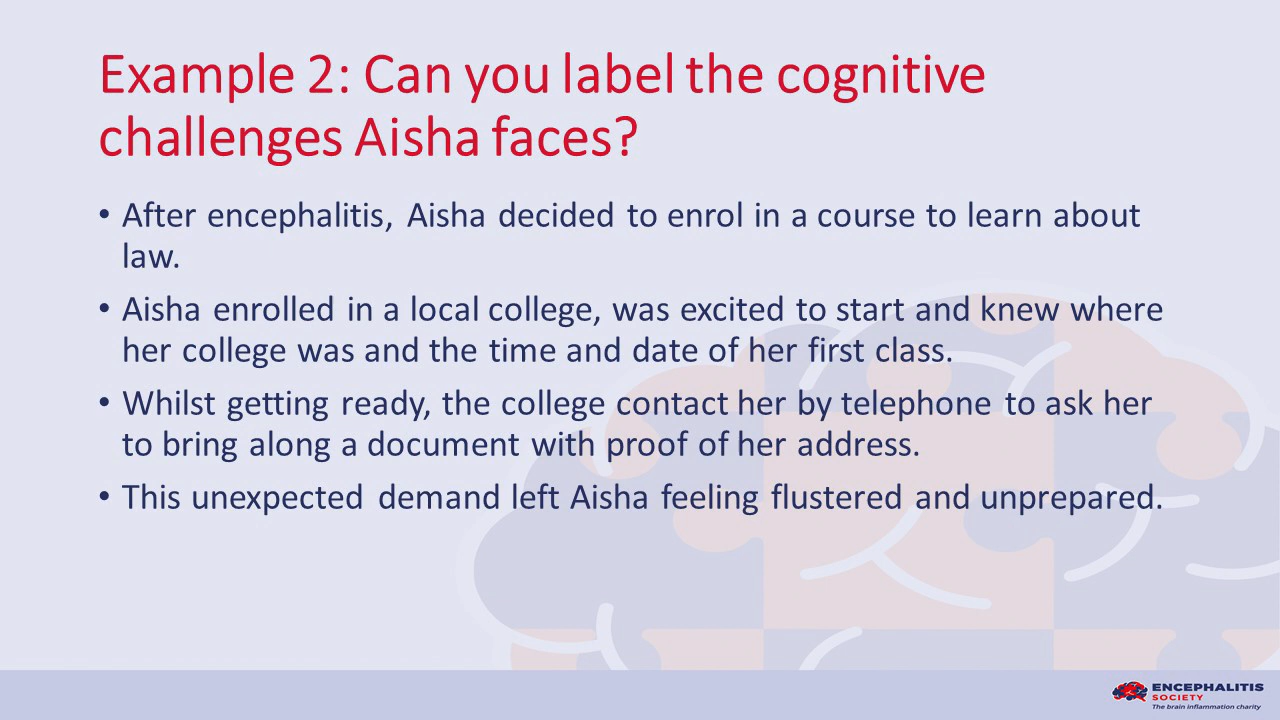 Example 2: Can you label the cognitive
challenges Aisha faces?
• After encephalitis, Aisha decided to enrol in a course to learn about
law.
• Aisha enrolled in a local college, was excited to start and knew where
her college was and the time and date of her first class.
• Whilst getting ready, the college contact her by telephone to ask her
to bring along a document with proof of her address.
• This unexpected demand left Aisha feeling flustered and unprepared.
ENCEPHALITIS
SOCIETY
The brain inflammation charity